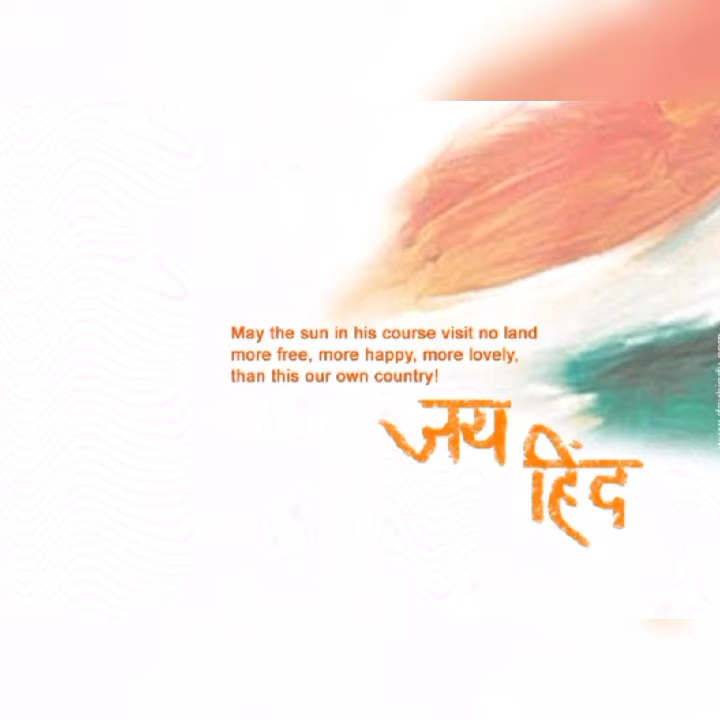 May the sun in his course visit no land
more free, more happy, more lovely,
than this our own country!
जय
हिंद